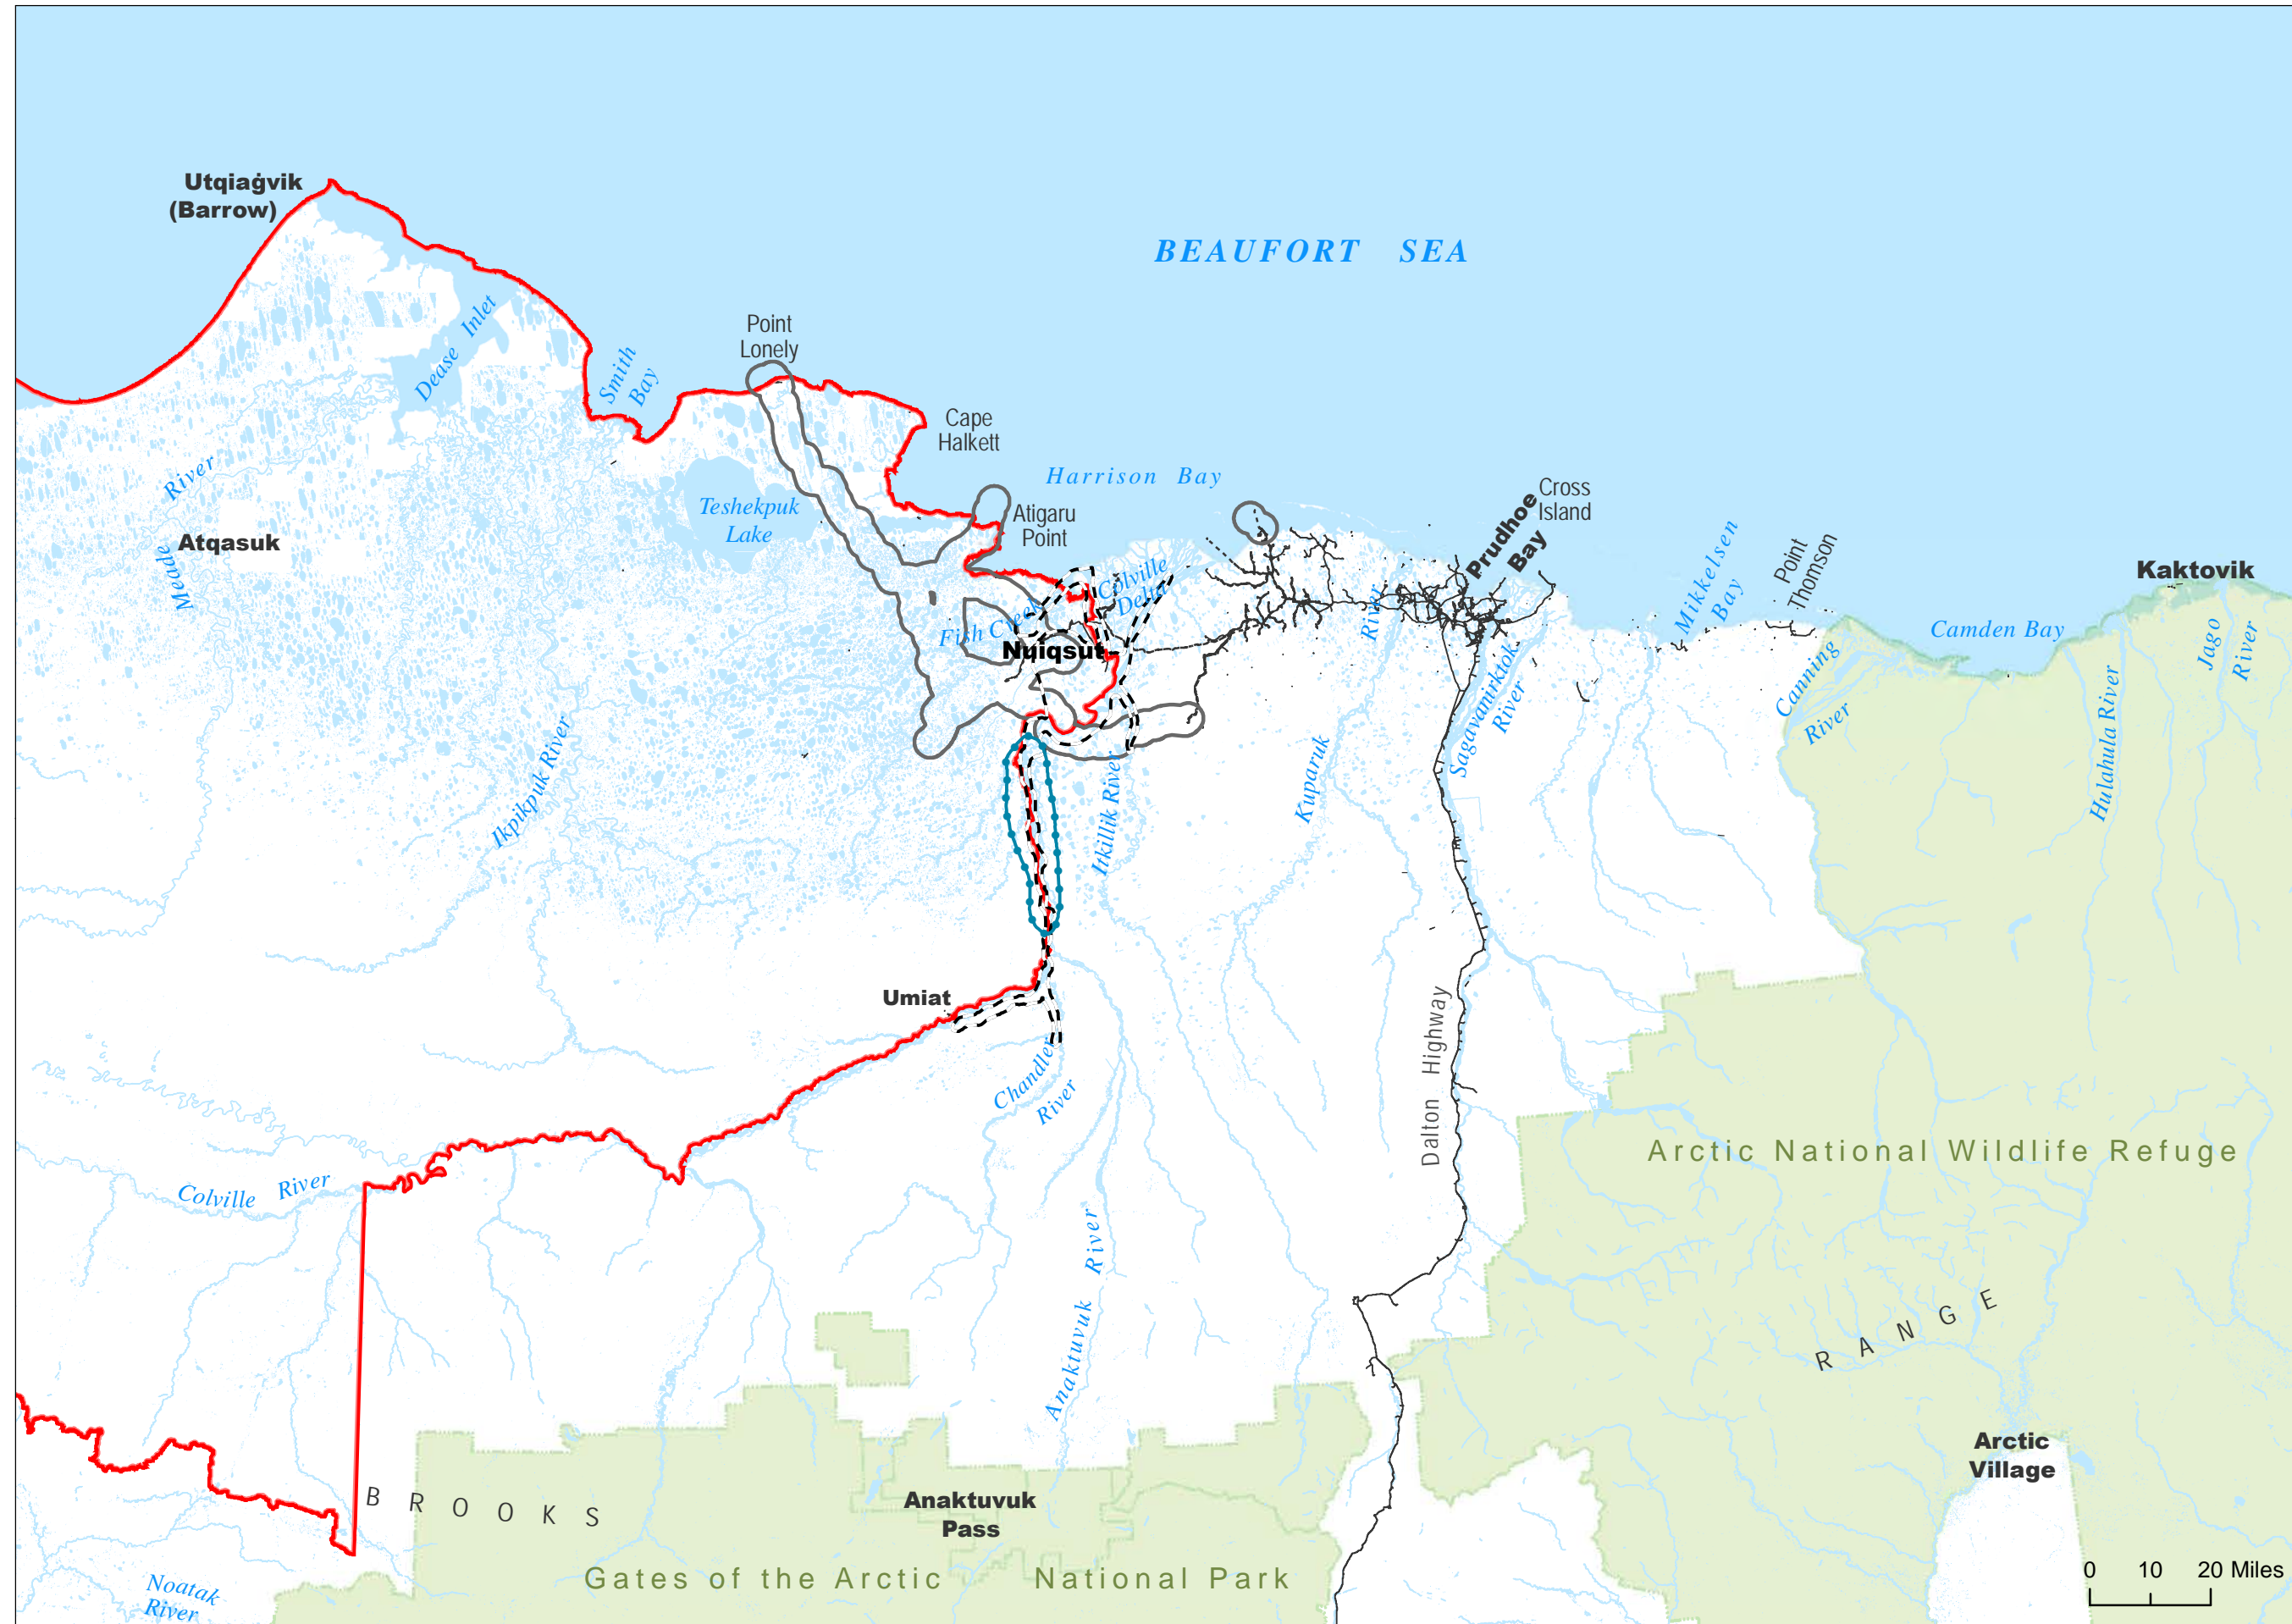 Utqiaġvik
(Barrow)
BEAUFORT SEA
Dease Inlet
Smith
Bay
Point
Lonely
Cape
Halkett
Harrison Bay
Teshekpuk
Lake
Atigaru
Point
Prudhoe
Bay
Cross
Island
Mikkelsen
Bay
Point
Thomson
Kaktovik
Meade
River
Atqasuk
Colville
Delta
Fish Creek
Nuiqsut
Camden Bay
Canning
River
Hulahula River
Jago
River
Sagavanirktok
River
Kuparuk
River
Itkillik River
Ikpikpuk River
Umiat
Chandler
River
Dalton Highway
Arctic National Wildlife Refuge
Colville River
Anaktuvuk River
BROOKS
RANGE
Arctic
Village
Anaktuvuk
Pass
Gates of the Arctic National Park
Noatak
River
0 10 20 Miles